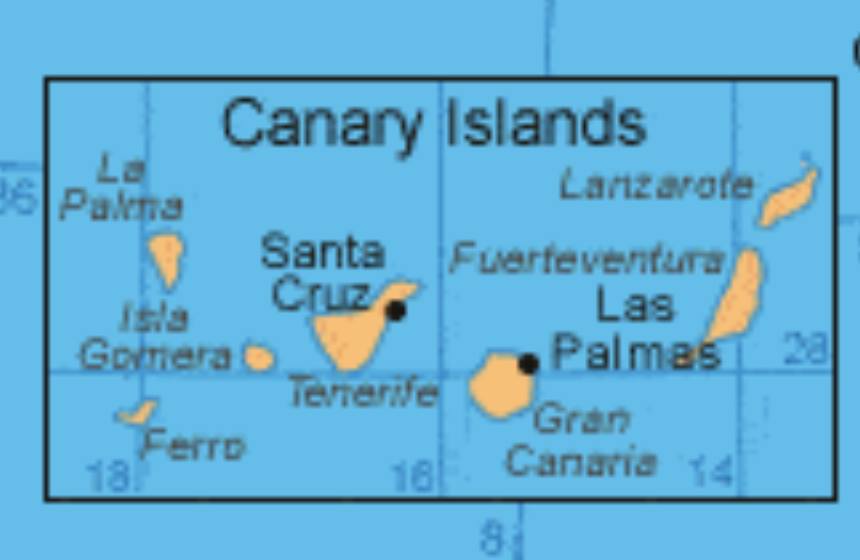 Canary Islands
La
Palma
Lanzarote
Santa
Cruz
Fuerteventura
Las
Palmas
Isla
Gomera
Tenerife
28
Ferro
Gran
Canaria
18
16
14
8